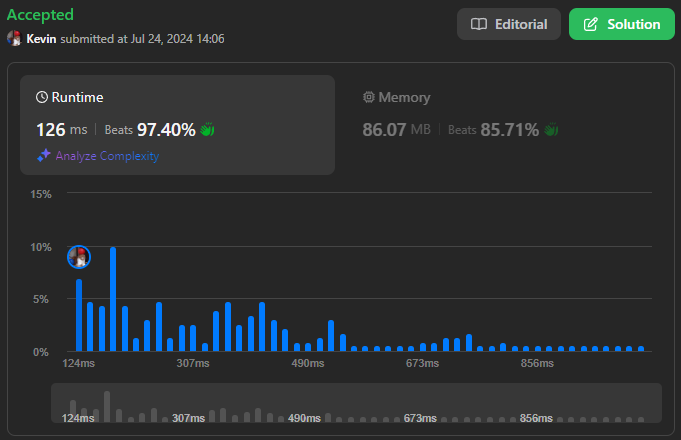 Accepted
Editorial
Solution
Kevin submitted at Jul 24, 2024 14:06
Runtime
Memory
126 ms | Beats 97.40%
86.07 MB | Beats 85.71%
Analyze Complexity
15%
10%
5%
0%
124ms 307ms 490ms 673ms 856ms
124ms 307ms 490ms 673ms 856ms